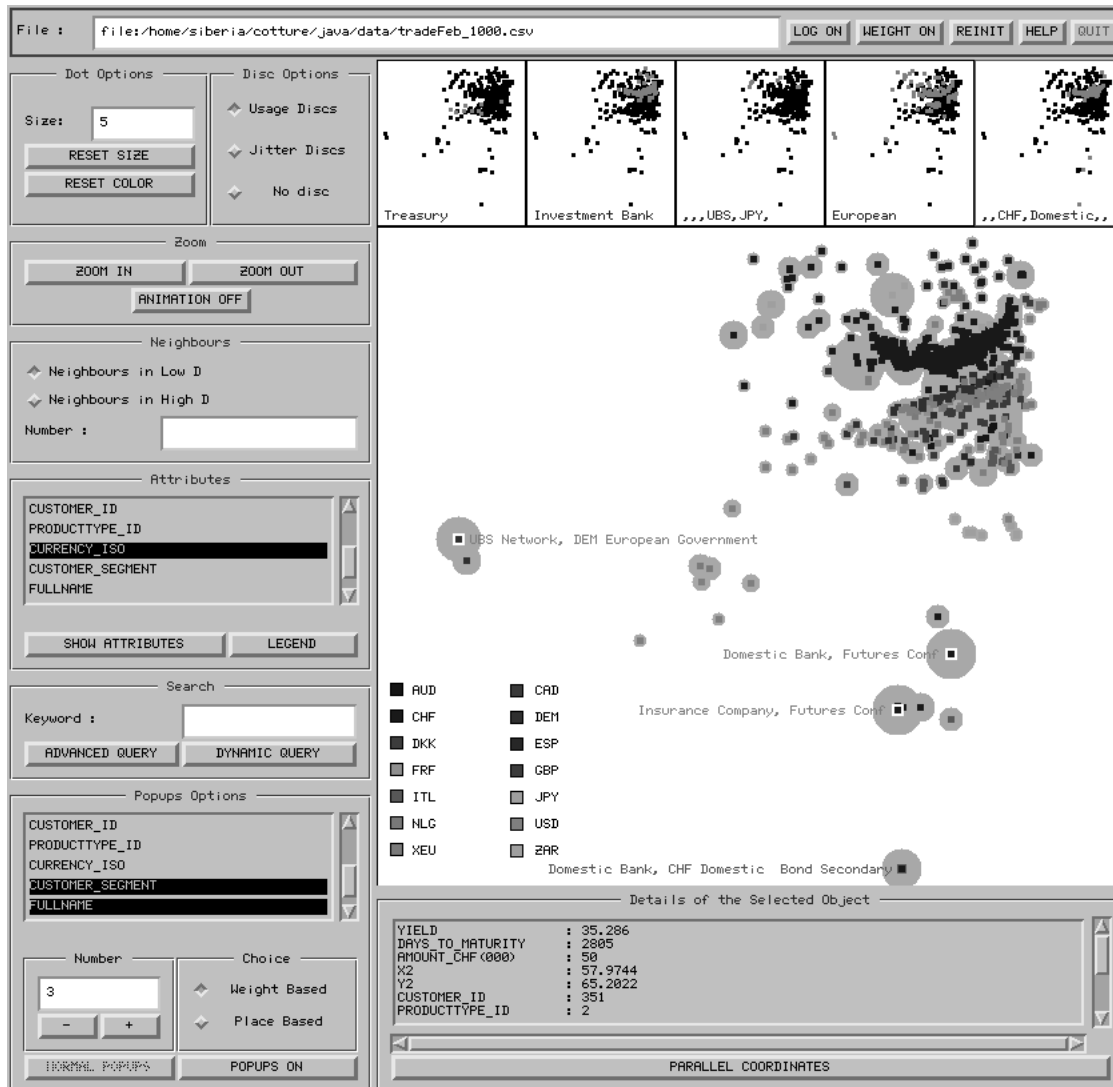 File : file:/home/siberia/cotture/java/data/tradeFeb_1000.csv LOG ON WEIGHT ON REINIT HELP QUIT
Dot Options
Size: 5
RESET SIZE
RESET COLOR
Disc Options
Usage Discs
Jitter Discs
No disc
Treasury
Investment Bank
,,,UBS,JPY,
European
,,CHF,Domestic,,
Zoom
ZOOM IN ZOOM OUT
ANIMATION OFF
Neighbours
Neighbours in Low D
Neighbours in High D
Number :
Attributes
CUSTOMER_ID
PRODUCTTYPE_ID
CURRENCY_ISO
CUSTOMER_SEGMENT
FULLNAME
SHOW ATTRIBUTES LEGEND
Search
Keyword :
ADVANCED QUERY DYNAMIC QUERY
Popups Options
CUSTOMER_ID
PRODUCTTYPE_ID
CURRENCY_ISO
CUSTOMER_SEGMENT
FULLNAME
Number
3
- +
Choice
Weight Based
Place Based
NORMAL POPUPS POPUPS ON
UBS Network, DEM European Government
Domestic Bank, Futures Conf
Insurance Company, Futures Conf
Domestic Bank, CHF Domestic Bond Secondary
AUD CAD
CHF DEM
DKK ESP
FRF GBP
ITL JPY
NLG USD
XEU ZAR
Details of the Selected Object
YIELD : 35.286
DAYS_TO_MATURITY : 2805
AMOUNT_CHF(000) : 50
X2 : 57.9744
Y2 : 65.2022
CUSTOMER_ID : 351
PRODUCTTYPE_ID : 2
PARALLEL COORDINATES